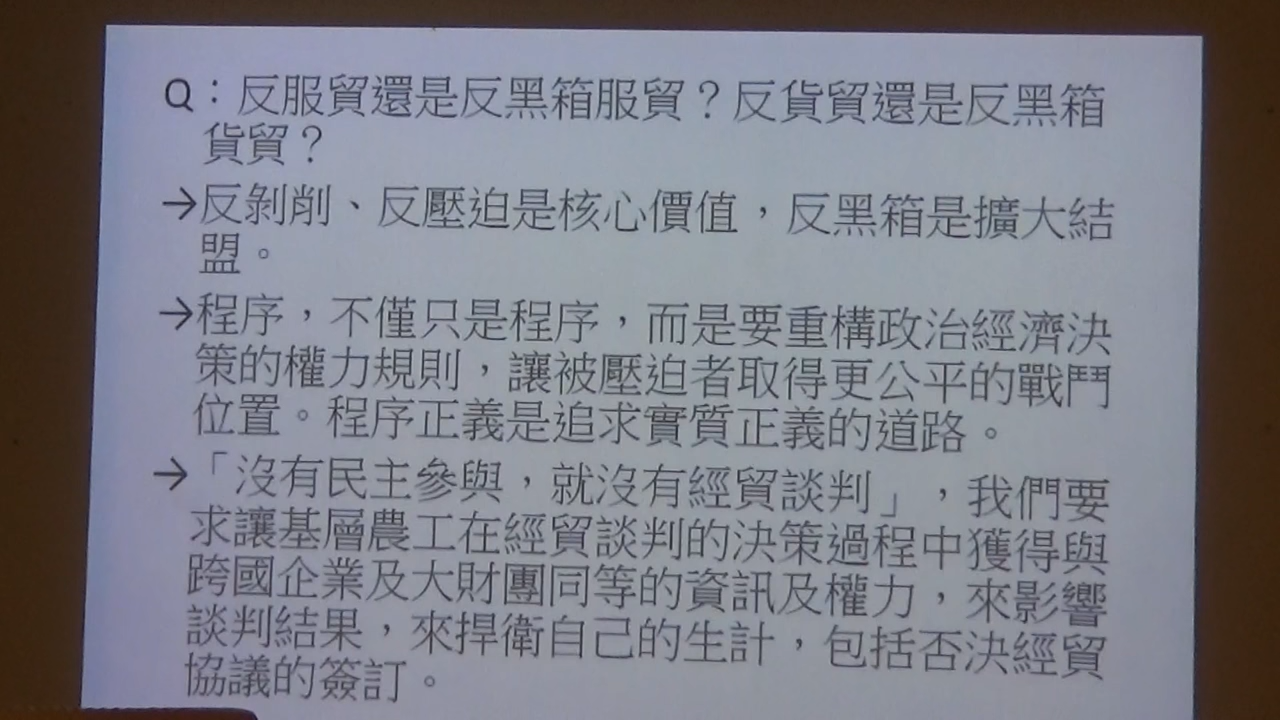 Q：反服貿還是反黑箱服貿？反貨貿還是反黑箱
貨貿？
→反剝削、反壓迫是核心價值，反黑箱是擴大結
盟。
→程序，不僅只是程序，而是要重構政治經濟決
策的權力規則，讓被壓迫者取得更公平的戰鬥
位置。程序正義是追求實質正義的道路。
→「沒有民主參與，就沒有經貿談判」，我們要
求讓基層農工在經貿談判的決策過程中獲得與
跨國企業及大財團同等的資訊及權力，來影響
談判結果，來捍衛自己的生計，包括否決經貿
協議的簽訂。